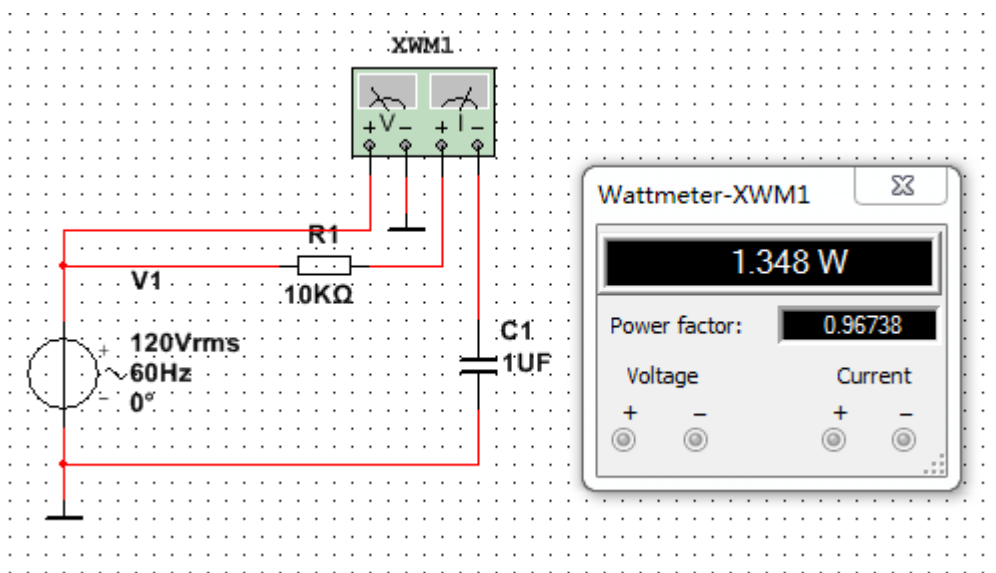 XWM1
V
I
+ - + -
R1
10KΩ
V1
120Vrms
60Hz
0°
+
~
-
C1
1UF
Wattmeter-XWM1
1.348 W
Power factor: 0.96738
Voltage Current
+ - + -